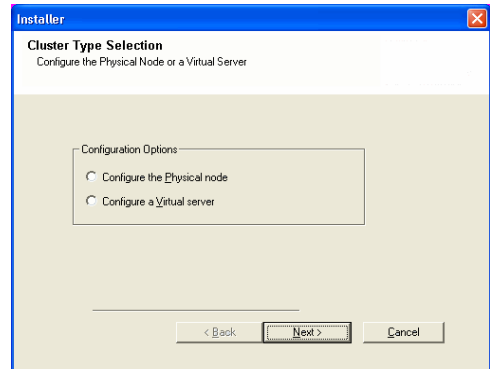 Installer
Cluster Type Selection
Configure the Physical Node or a Virtual Server
Configuration Options
Configure the Physical node
Configure a Virtual server
< Back Next > Cancel